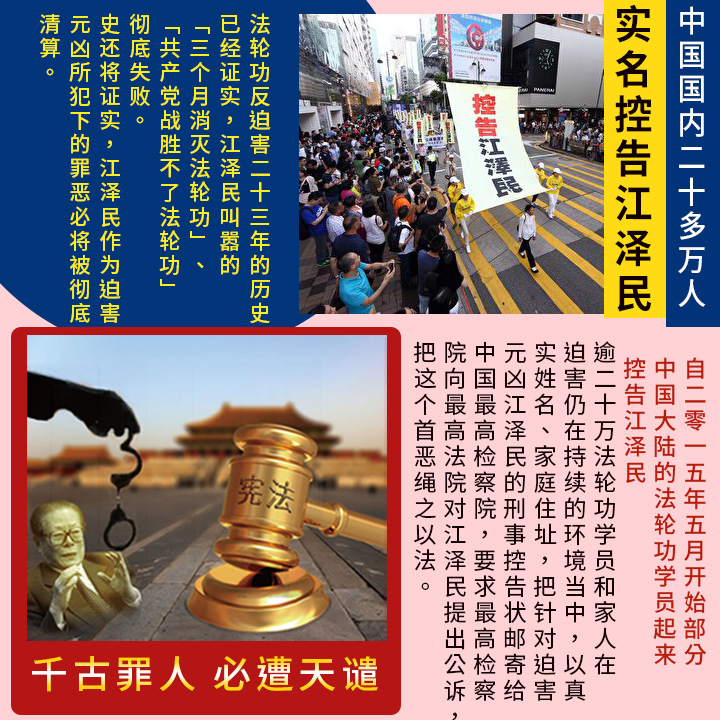 中国国内二十多万人
实名控告江泽民
控告江泽民
PANERAI
法轮功反迫害二十三年的历史
已经证实，江泽民叫嚣的
「三个月消灭法轮功」、
「共产党战胜不了法轮功」
彻底失败。
史还将证实，江泽民作为迫害
元凶所犯下的罪恶必将被彻底
清算。
自二零一五年五月开始部分
中国大陆的法轮功学员起来
控告江泽民
逾二十万法轮功学员和家人在
迫害仍在持续的环境当中，以真
实姓名、家庭住址，把针对迫害
元凶江泽民的刑事控告状邮寄给
中国最高检察院，要求最高检察
院向最高法院对江泽民提出公诉，
把这个首恶绳之以法。
宪法
千古罪人 必遭天谴